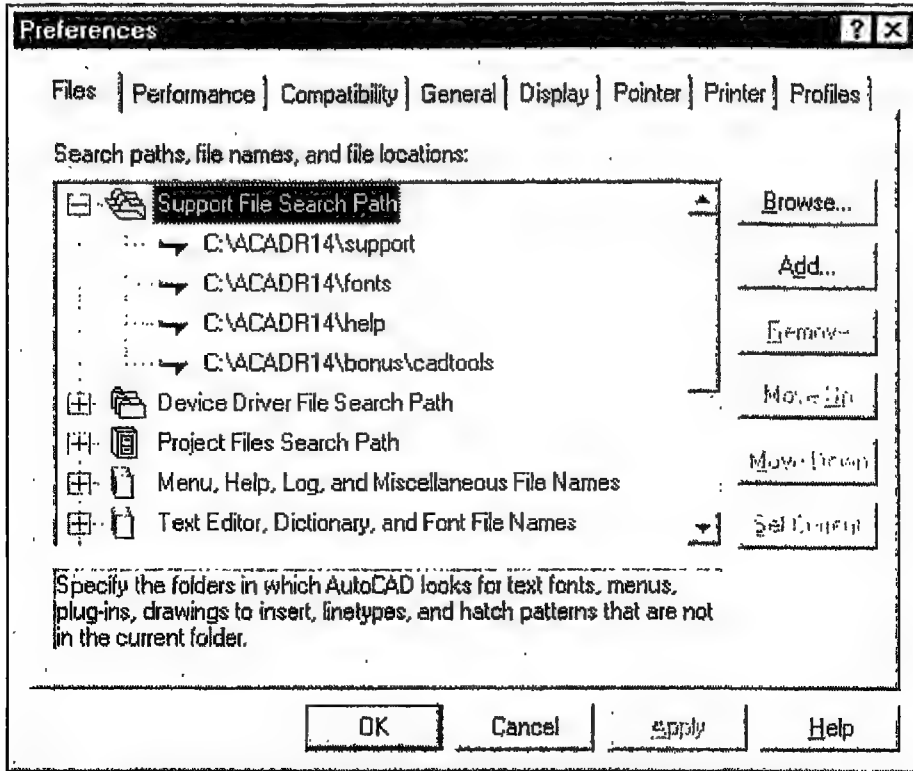 Preferences
Files Performance Compatibility General Display Pointer Printer Profiles
Search paths, file names, and file locations:
Support File Search Path
C:\ACADR14\support
C:\ACADR14\fonts
C:\ACADR14\help
C:\ACADR14\bonus\cadtools
Device Driver File Search Path
Project Files Search Path
Menu, Help, Log, and Miscellaneous File Names
Text Editor, Dictionary, and Font File Names
Browse...
Add...
Remove
Move Up
Move Down
Set Current
Specify the folders in which AutoCAD looks for text fonts, menus,
plug-ins, drawings to insert, linetypes, and hatch patterns that are not
in the current folder.
OK Cancel Apply Help